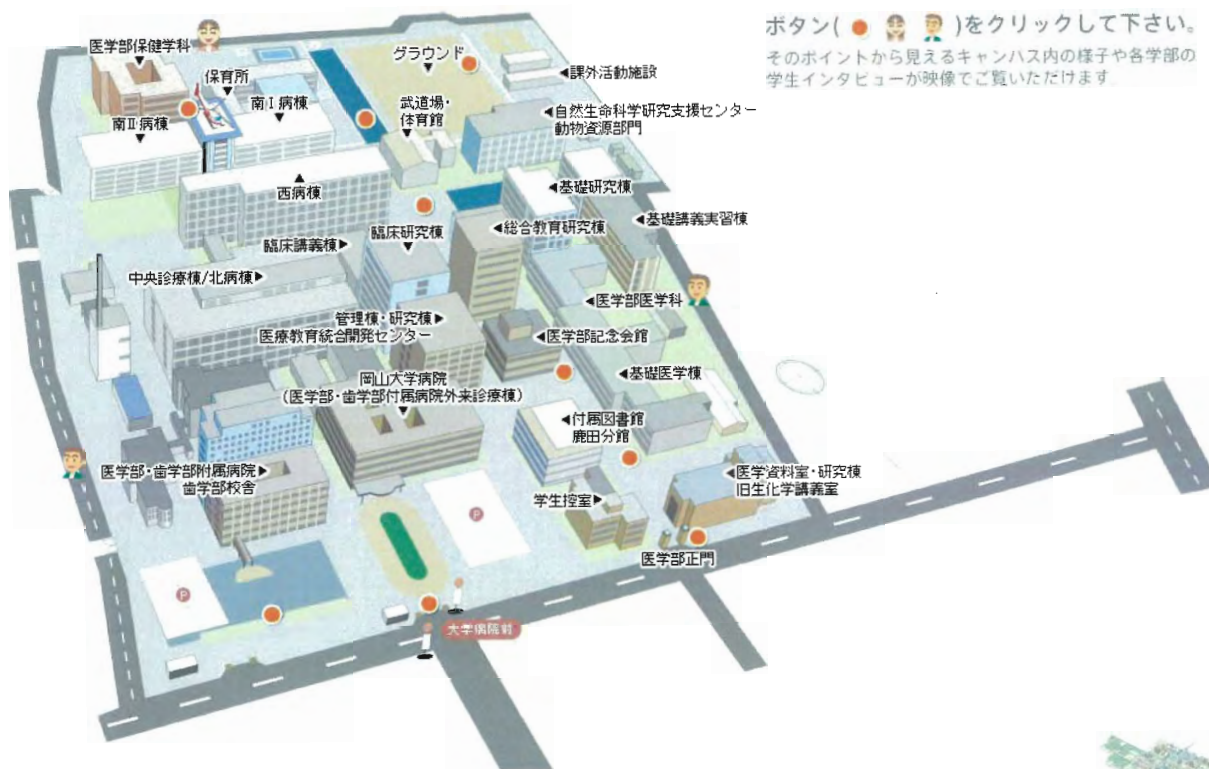 ボタン( )をクリックして下さい。
そのポイントから見えるキャンパス内の様子や各学部の
学生インタビューが映像でご覧いただけます
医学部保健学科
保育所
グラウンド
課外活動施設
南Ⅰ病棟
武道場・
体育館
自然生命科学研究支援センター
動物資源部門
南Ⅱ病棟
西病棟
基礎研究棟
基礎講義実習棟
臨床研究棟
総合教育研究棟
臨床講義棟
中央診療棟/北病棟
医学部医学科
管理棟・研究棟
医療教育統合開発センター
医学部記念会館
岡山大学病院
(医学部・歯学部付属病院外来診療棟)
基礎医学棟
付属図書館
鹿田分館
医学部・歯学部附属病院
歯学部校舎
医学資料室・研究棟
旧生化学講義室
学生控室
P
医学部正門
P
大学病院前